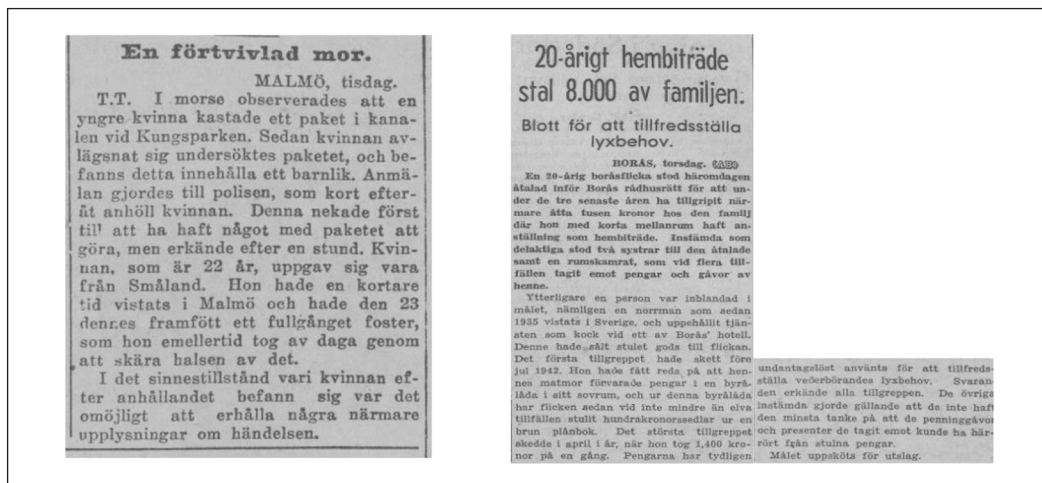 En förtvivlad mor.
MALMÖ, tisdag.
T.T. I morse observerades att en
yngre kvinna kastade ett paket i kana-
len vid Kungsparken. Sedan kvinnan av-
lägsnat sig undersöktes paketet, och be-
fanns detta innehålla ett barnlik. Anmä-
lan gjordes till polisen, som kort efter-
åt anhöll kvinnan. Denna nekade först
til' att ha haft något med paketet att
göra, men erkände efter en stund. Kvin-
nan, som är 22 år, uppgav sig vara
från Småland. Hon hade en kortare
tid vistats i Malmö och hade den 23
dennes framfött ett fullgånget foster,
som hon emellertid tog av daga genom
att skära halsen av det.
I det sinnestillstånd vari kvinnan ef-
ter anhållandet befann sig var det
omöjligt att erhålla några närmare
upplysningar om händelsen.
20-årigt hembiträde
stal 8.000 av familjen.
Blott för att tillfredsställa
lyxbehov.
BORÅS, torsdag.
En 20-årig boråsflicka stod häromdagen
åtalad inför Borås rådhusrätt för att un-
der de tre senaste åren ha tillgripit när-
mare åtta tusen kronor hos den familj
där hon med korta mellanrum haft an-
ställning som hembiträde. Instämda som
delaktiga stod två systrar till den åtalade
samt en rumskamrat, som vid flera till-
fällen tagit emot pengar och gåvor av
henne.
Ytterligare en person var inblandad i
målet, nämligen en norrman som sedan
1935 vistats i Sverige, och uppehållit tjän-
sten som kock vid ett av Borås' hotell.
Denne hade sålt stulet gods till flickan.
Det första tillgreppet hade skett före
jul 1942. Hon hade fått reda på att hen-
nes matmor förvarade pengar i en byrå-
låda i sitt sovrum, och ur denna byrålåda
har flicken sedan vid inte mindre än elva
tillfällen stulit hundrakronorssedlar ur en
brun plånbok. Det största tillgreppet
skedde i april i år, när hon tog 1,400 kro-
nor på en gång. Pengarna har tydligen
undantagslöst använts för att tillfreds-
ställa vederbörandes lyxbehov. Svaran
den erkände alla tillgreppen. De övriga
instämda gjorde gällande att de inte haft
den minsta tanke på att de penninggåvor
och presenter de tagit emot kunde ha här-
rört från stulna pengar.
Målet uppsköts för utslag.